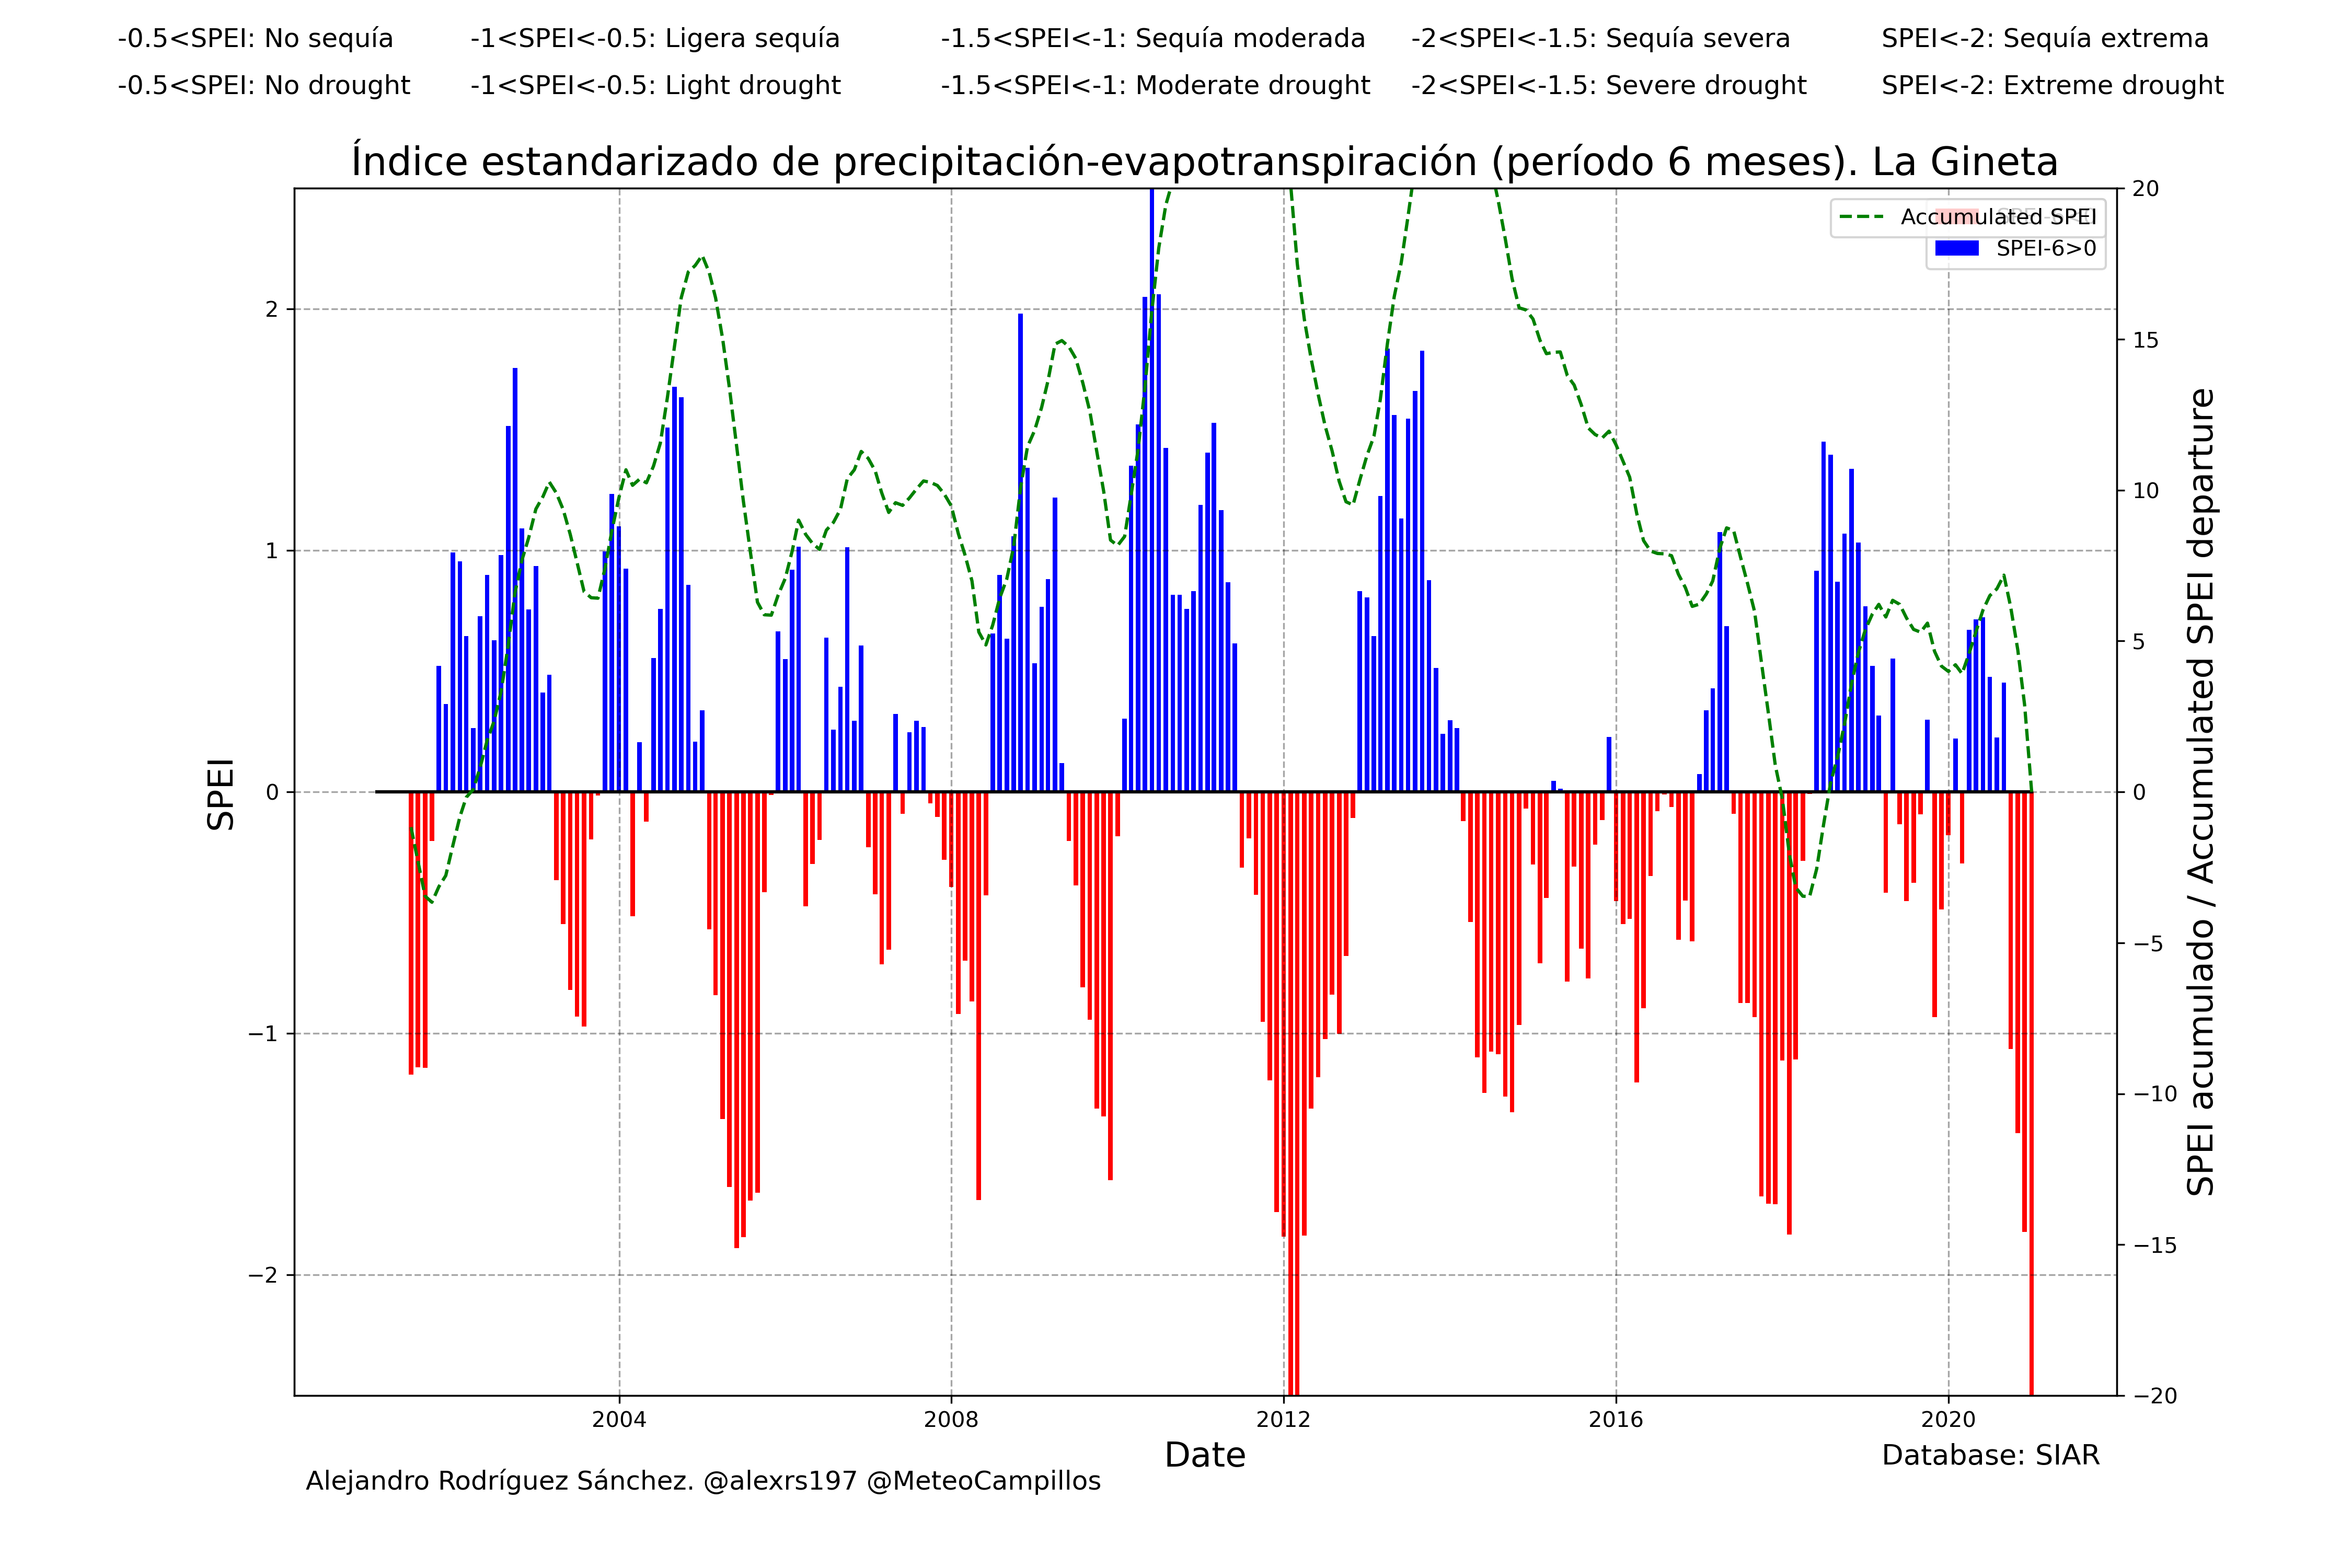 -0.5<SPEI: No sequía -1<SPEI<-0.5: Ligera sequía -1.5<SPEI<-1: Sequía moderada -2<SPEI<-1.5: Sequía severa SPEI<-2: Sequía extrema
-0.5<SPEI: No drought -1<SPEI<-0.5: Light drought -1.5<SPEI<-1: Moderate drought -2<SPEI<-1.5: Severe drought SPEI<-2: Extreme drought
Índice estandarizado de precipitación-evapotranspiración (período 6 meses). La Gineta
Accumulated SPEI
SPEI-6>0
2
1
0
−1
−2
SPEI
20
15
10
5
0
−5
−10
−15
−20
SPEI acumulado / Accumulated SPEI departure
2004 2008 2012 2016 2020
Date
Database: SIAR
Alejandro Rodríguez Sánchez. @alexrs197 @MeteoCampillos